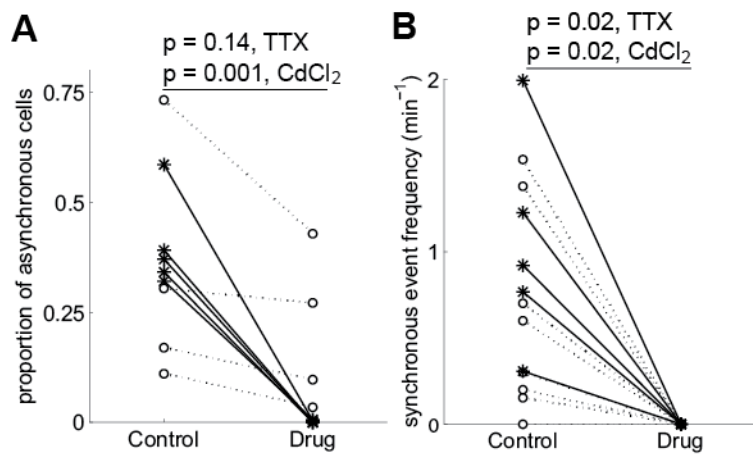 A
p = 0.14, TTX
p = 0.001, CdCl₂
proportion of asynchronous cells
0.75
0.5
0.25
0
Control
Drug
B
p = 0.02, TTX
p = 0.02, CdCl₂
synchronous event frequency (min⁻¹)
2
1
0
Control
Drug